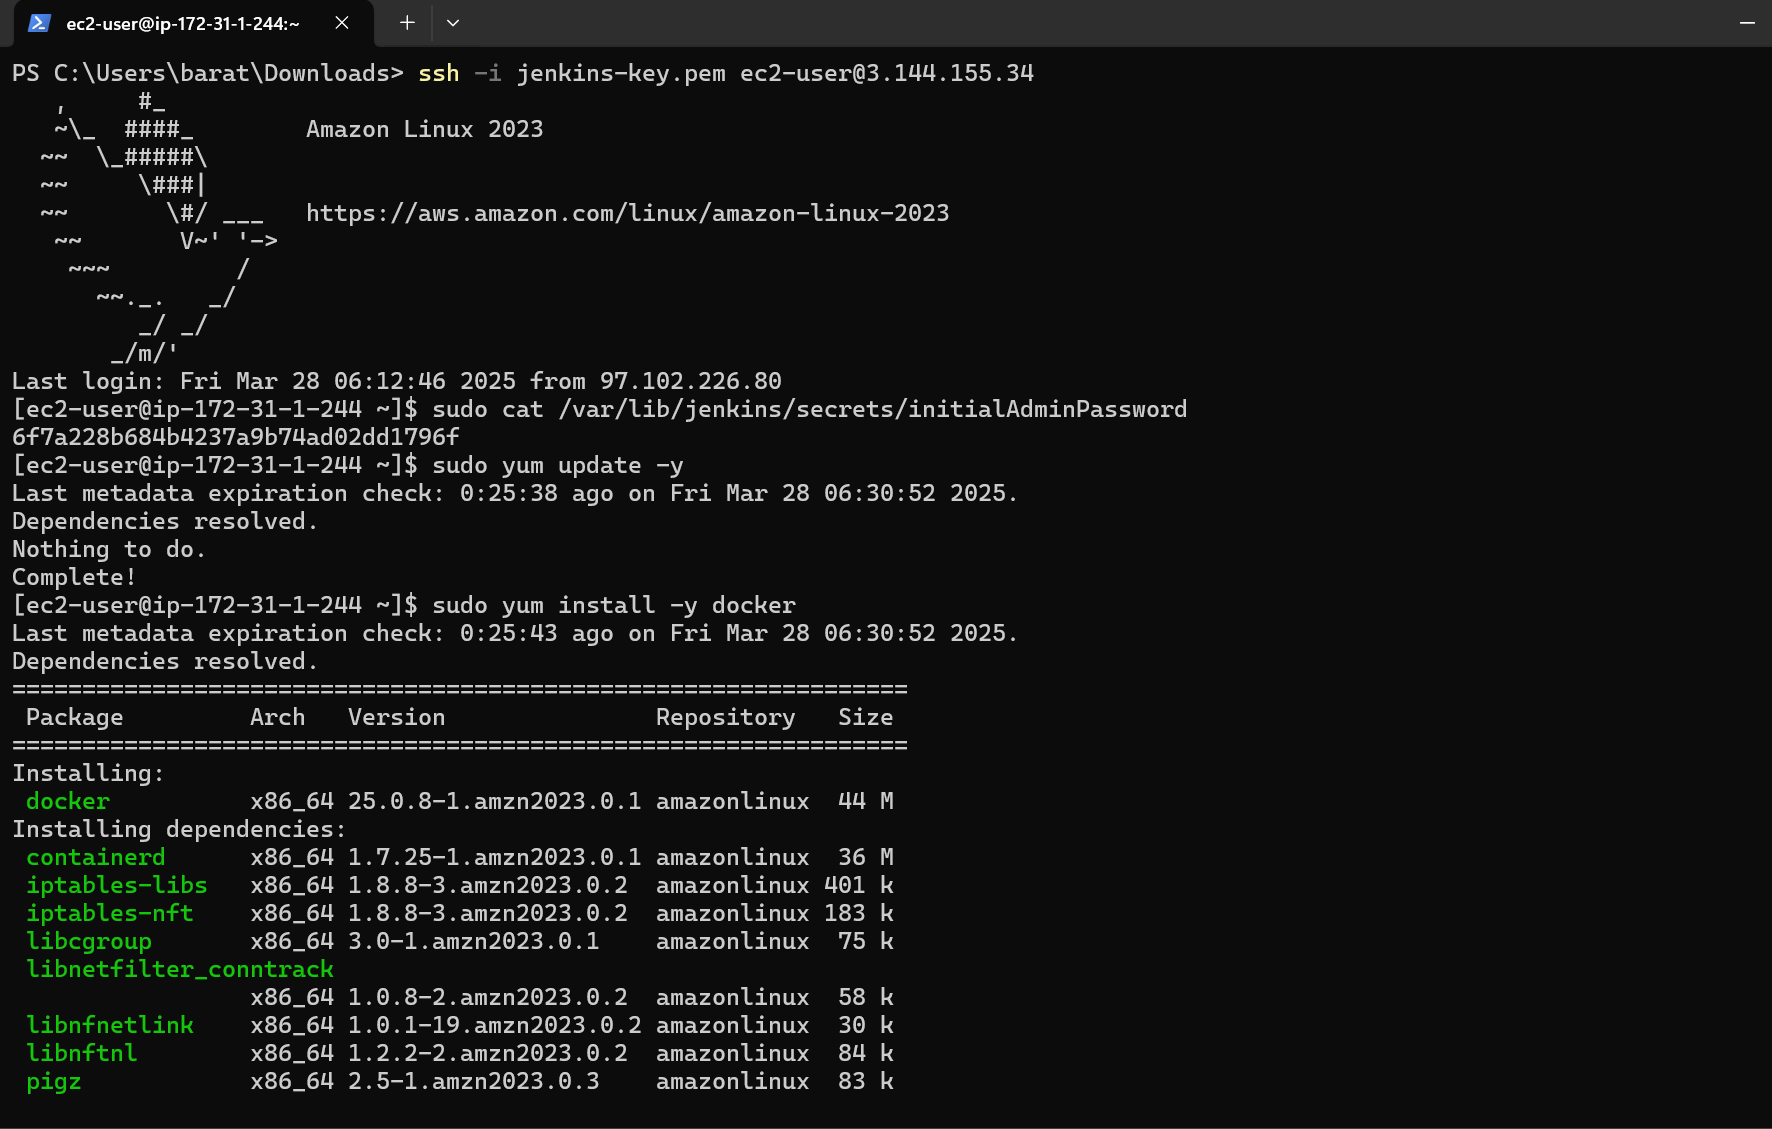 ec2-user@ip-172-31-1-244:~
PS C:\Users\barat\Downloads> ssh -i jenkins-key.pem ec2-user@3.144.155.34
   ,     #_
   ~\_  ####_        Amazon Linux 2023
  ~~  \_#####\
  ~~     \###|
  ~~       \#/ ___   https://aws.amazon.com/linux/amazon-linux-2023
   ~~       V~' '->
    ~~~         /
      ~~._.   _/
         _/ _/
       _/m/'
Last login: Fri Mar 28 06:12:46 2025 from 97.102.226.80
[ec2-user@ip-172-31-1-244 ~]$ sudo cat /var/lib/jenkins/secrets/initialAdminPassword
6f7a228b684b4237a9b74ad02dd1796f
[ec2-user@ip-172-31-1-244 ~]$ sudo yum update -y
Last metadata expiration check: 0:25:38 ago on Fri Mar 28 06:30:52 2025.
Dependencies resolved.
Nothing to do.
Complete!
[ec2-user@ip-172-31-1-244 ~]$ sudo yum install -y docker
Last metadata expiration check: 0:25:43 ago on Fri Mar 28 06:30:52 2025.
Dependencies resolved.
================================================================
 Package         Arch   Version               Repository   Size
================================================================
Installing:
 docker          x86_64 25.0.8-1.amzn2023.0.1 amazonlinux  44 M
Installing dependencies:
 containerd      x86_64 1.7.25-1.amzn2023.0.1 amazonlinux  36 M
 iptables-libs   x86_64 1.8.8-3.amzn2023.0.2  amazonlinux 401 k
 iptables-nft    x86_64 1.8.8-3.amzn2023.0.2  amazonlinux 183 k
 libcgroup       x86_64 3.0-1.amzn2023.0.1    amazonlinux  75 k
 libnetfilter_conntrack
                 x86_64 1.0.8-2.amzn2023.0.2  amazonlinux  58 k
 libnfnetlink    x86_64 1.0.1-19.amzn2023.0.2 amazonlinux  30 k
 libnftnl        x86_64 1.2.2-2.amzn2023.0.2  amazonlinux  84 k
 pigz            x86_64 2.5-1.amzn2023.0.3    amazonlinux  83 k